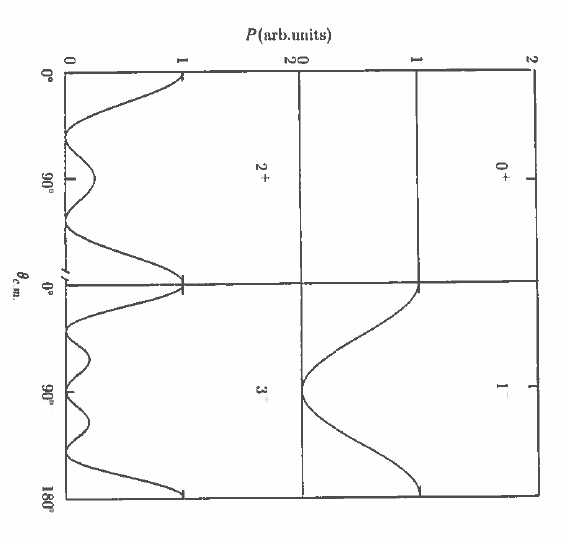 P(arb.units)
0 1 2 0 1 2
0° 90° 0° 90° 180°
2+ 0+
3- 1-
θc.m.